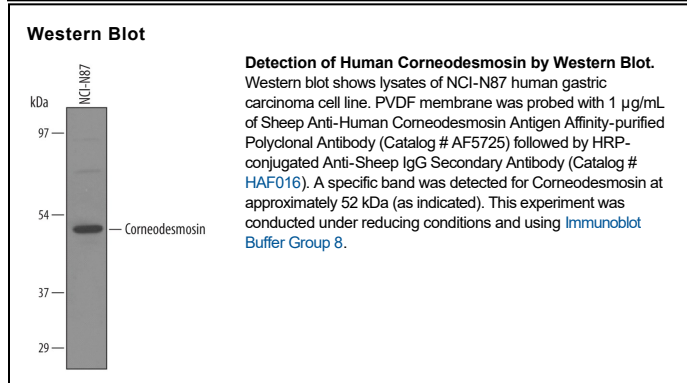 Western Blot
NCI-N87
kDa
97
54
Corneodesmosin
37
29
Detection of Human Corneodesmosin by Western Blot.
Western blot shows lysates of NCI-N87 human gastric
carcinoma cell line. PVDF membrane was probed with 1 µg/mL
of Sheep Anti-Human Corneodesmosin Antigen Affinity-purified
Polyclonal Antibody (Catalog # AF5725) followed by HRP-
conjugated Anti-Sheep IgG Secondary Antibody (Catalog #
HAF016). A specific band was detected for Corneodesmosin at
approximately 52 kDa (as indicated). This experiment was
conducted under reducing conditions and using Immunoblot
Buffer Group 8.